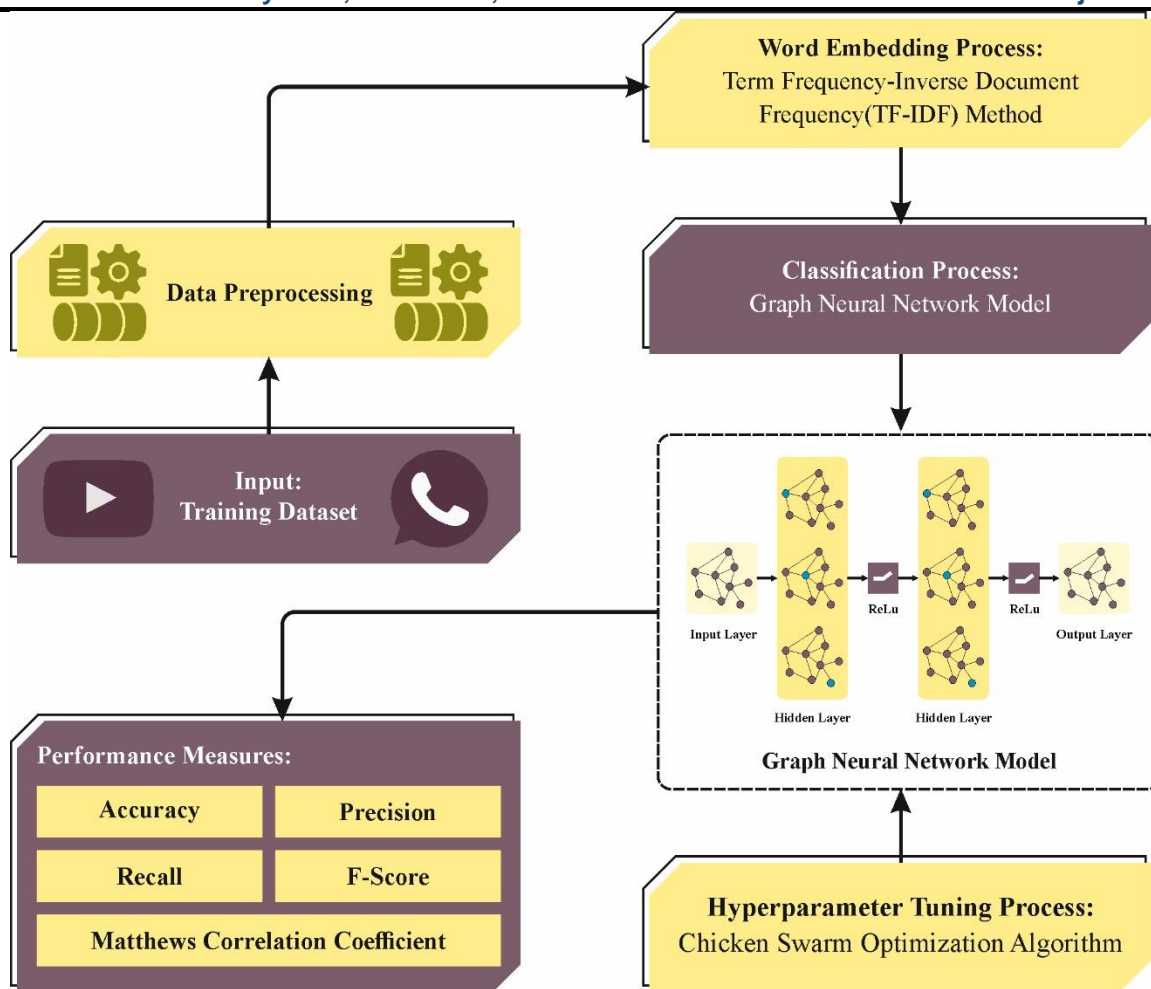 Word Embedding Process:
Term Frequency-Inverse Document
Frequency(TF-IDF) Method
Data Preprocessing
Classification Process:
Graph Neural Network Model
Input:
Training Dataset
Input Layer
ReLu
ReLu
Output Layer
Hidden Layer
Hidden Layer
Graph Neural Network Model
Performance Measures:
Accuracy
Precision
Recall
F-Score
Matthews Correlation Coefficient
Hyperparameter Tuning Process:
Chicken Swarm Optimization Algorithm